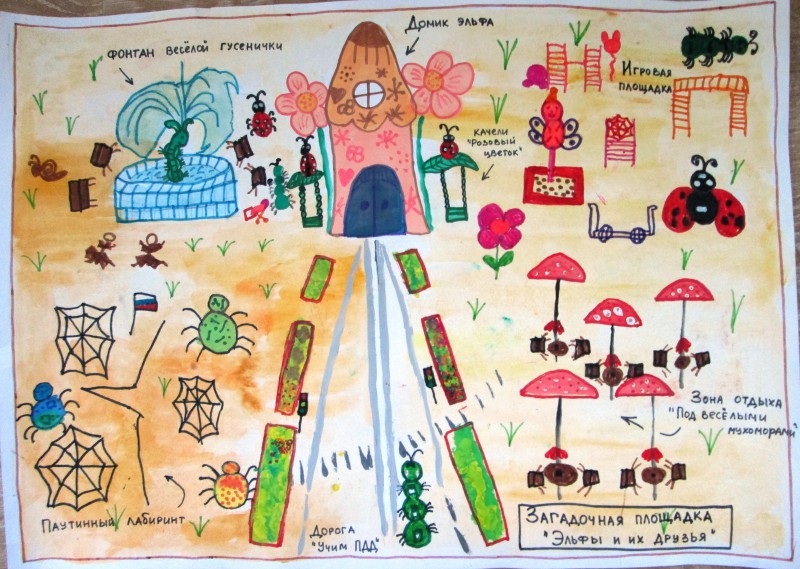 Домик эльфа
Фонтан весёлой гусенички
Игровая
площадка
Качели
"Розовый
цветок"
Зона отдыха
"Под весёлыми
мухоморами"
Паутинный лабиринт
Дорога
"Учим ПДД"
Загадочная площадка
"Эльфы и их друзья"